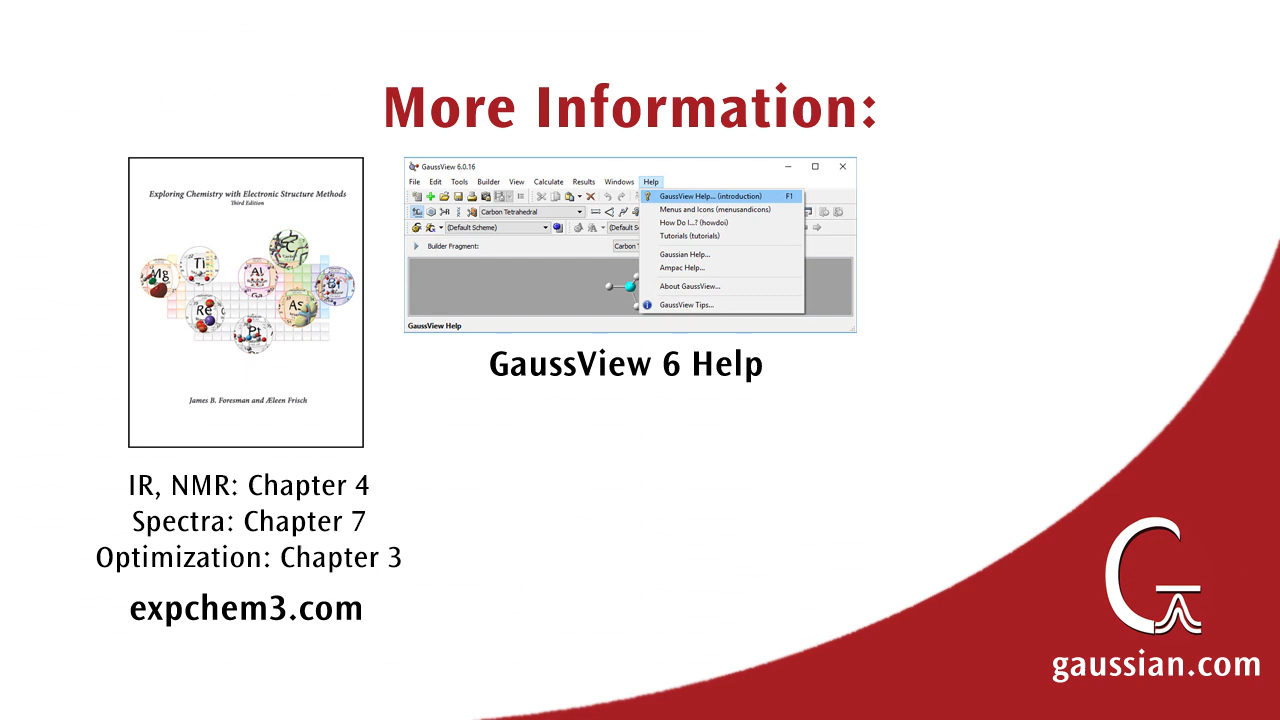 More Information:
Exploring Chemistry with Electronic Structure Methods
Third Edition
Mg
Ti
C
Al
Ga
Re
As
Pt
James B. Foresman and Æleen Frisch
IR, NMR: Chapter 4
Spectra: Chapter 7
Optimization: Chapter 3
expchem3.com
GaussView 6.0.16
File Edit Tools Builder View Calculate Results Windows Help
Carbon Tetrahedral
(Default Scheme)
(Default Sc
Builder Fragment:
Carbon T
GaussView Help... (introduction) F1
Menus and Icons (menusandicons)
How Do I...? (howdoi)
Tutorials (tutorials)
Gaussian Help...
Ampac Help...
About GaussView...
GaussView Tips...
GaussView Help
GaussView 6 Help
gaussian.com